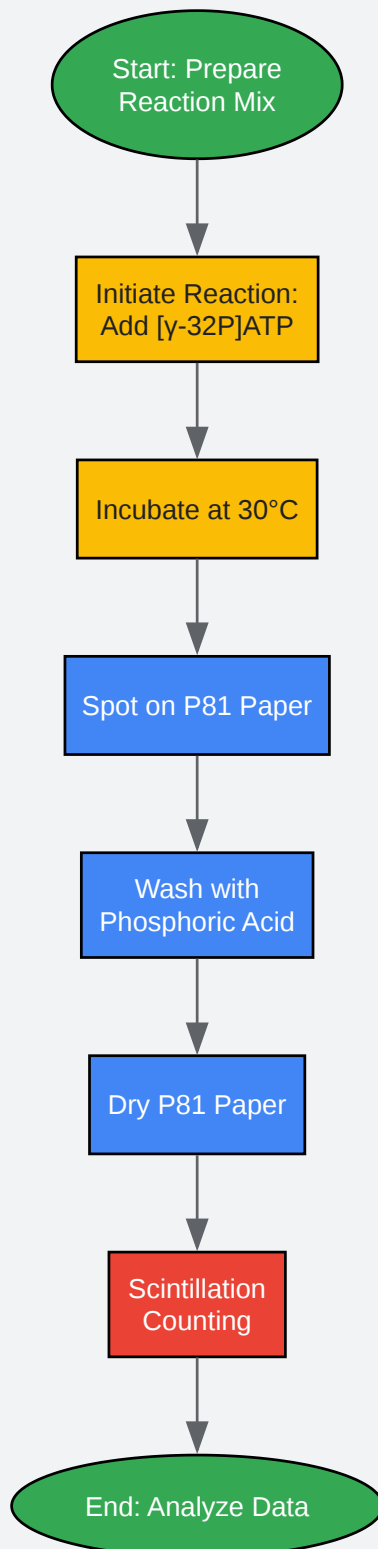 Start: Prepare
Reaction Mix
Initiate Reaction:
Add [γ-32P]ATP
Incubate at 30°C
Spot on P81 Paper
Wash with
Phosphoric Acid
Dry P81 Paper
Scintillation
Counting
End: Analyze Data